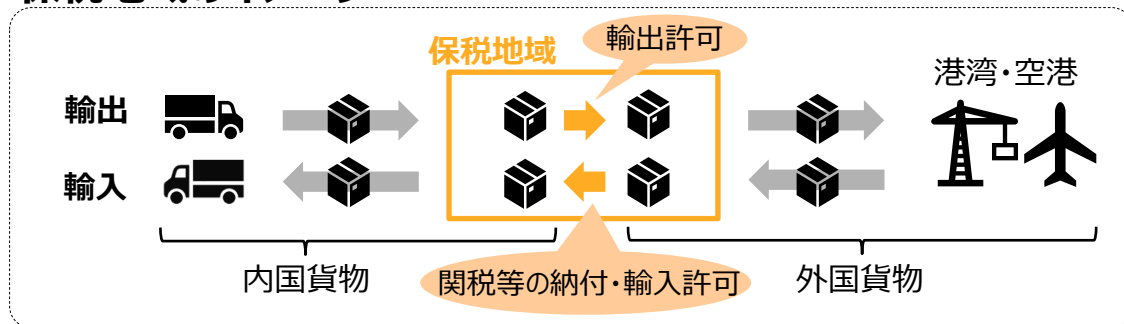 保税地域
輸出許可
港湾・空港
輸出
輸入
内国貨物
関税等の納付・輸入許可
外国貨物